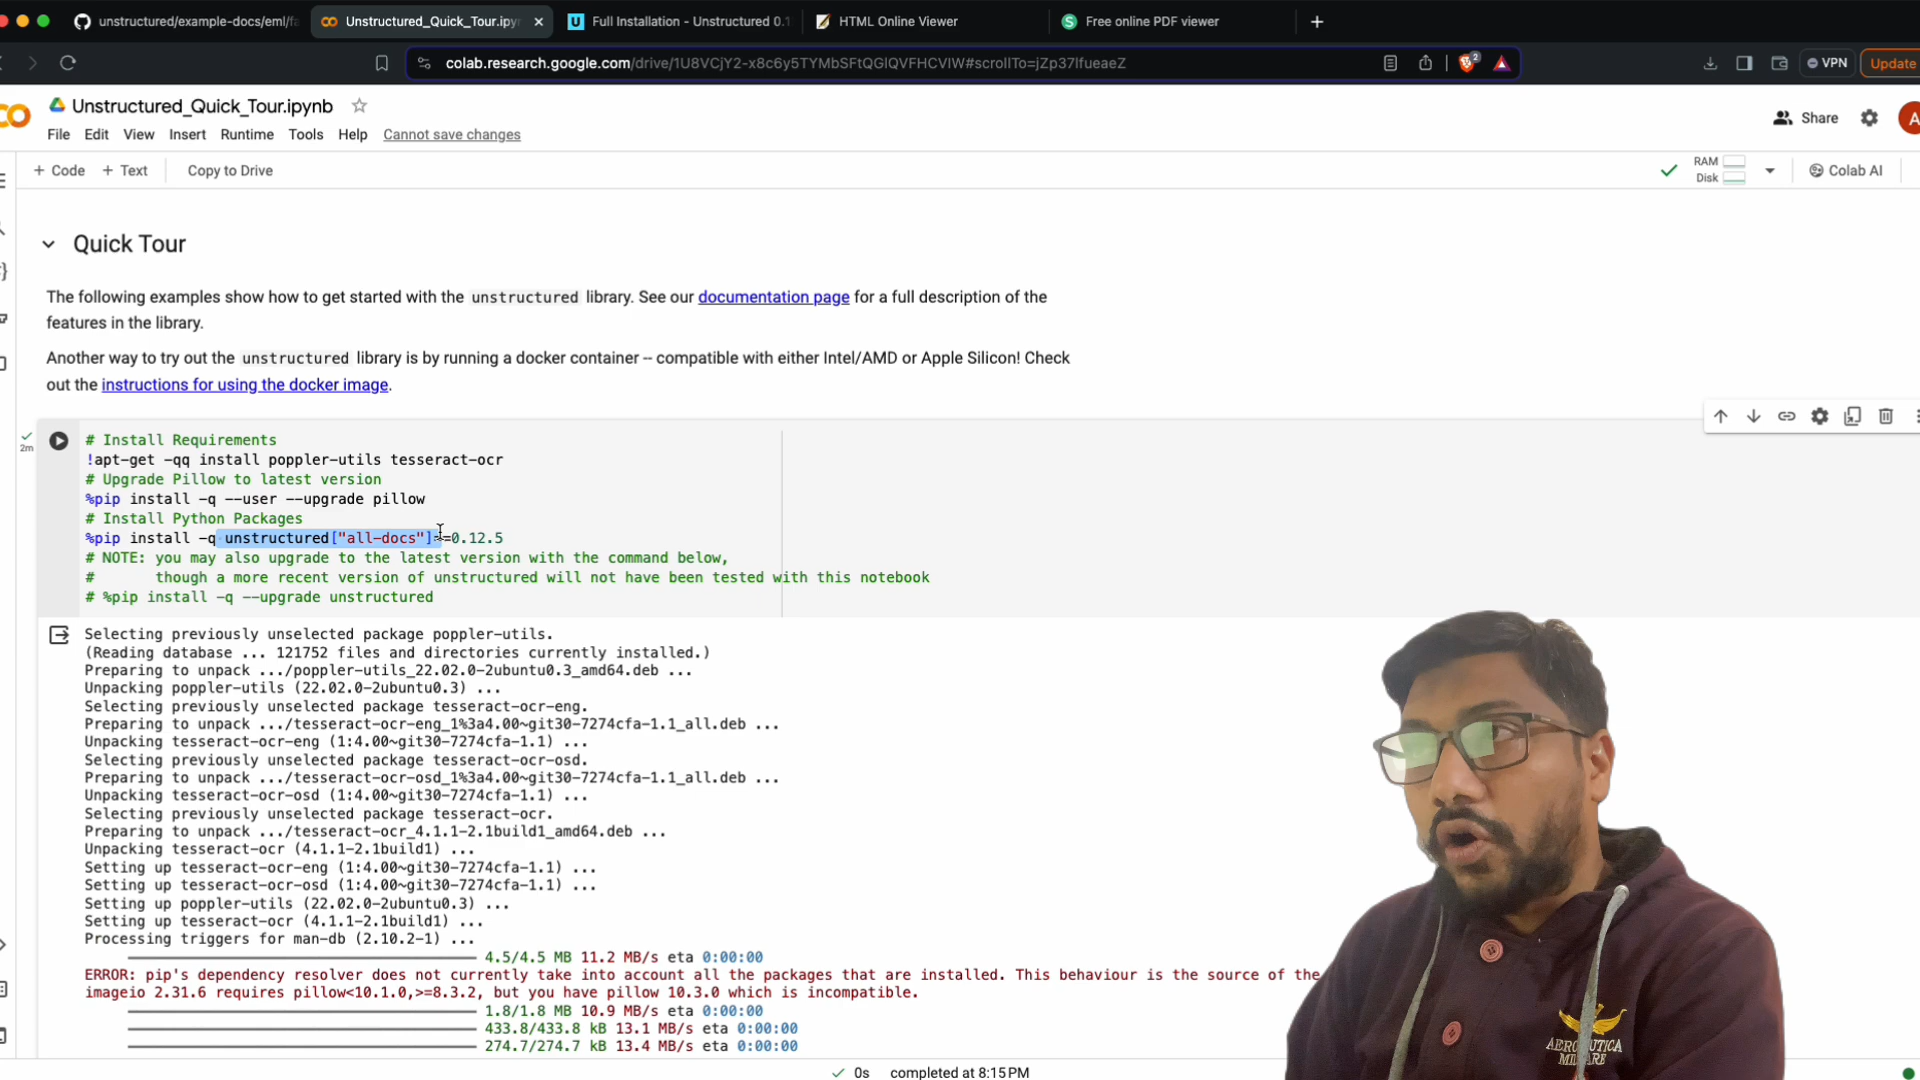 unstructured/example-docs/eml/fa
Unstructured_Quick_Tour.ipyn
Full Installation - Unstructured 0.1
HTML Online Viewer
Free online PDF viewer
colab.research.google.com/drive/1U8VCjY2-x8c6y5TYMbSFtQGlQVFHCVIW#scrollTo=jZp37lfueaeZ
2
VPN
Update
Unstructured_Quick_Tour.ipynb
File Edit View Insert Runtime Tools Help Cannot save changes
Share
A
+ Code + Text Copy to Drive
RAM
Disk
Colab AI
Quick Tour
The following examples show how to get started with the unstructured library. See our documentation page for a full description of the
features in the library.
Another way to try out the unstructured library is by running a docker container -- compatible with either Intel/AMD or Apple Silicon! Check
out the instructions for using the docker image.
2m
# Install Requirements
!apt-get -qq install poppler-utils tesseract-ocr
# Upgrade Pillow to latest version
%pip install -q --user --upgrade pillow
# Install Python Packages
%pip install -q unstructured["all-docs"]==0.12.5
# NOTE: you may also upgrade to the latest version with the command below,
# though a more recent version of unstructured will not have been tested with this notebook
# %pip install -q --upgrade unstructured
Selecting previously unselected package poppler-utils.
(Reading database ... 121752 files and directories currently installed.)
Preparing to unpack .../poppler-utils_22.02.0-2ubuntu0.3_amd64.deb ...
Unpacking poppler-utils (22.02.0-2ubuntu0.3) ...
Selecting previously unselected package tesseract-ocr-eng.
Preparing to unpack .../tesseract-ocr-eng_1%3a4.00~git30-7274cfa-1.1_all.deb ...
Unpacking tesseract-ocr-eng (1:4.00~git30-7274cfa-1.1) ...
Selecting previously unselected package tesseract-ocr-osd.
Preparing to unpack .../tesseract-ocr-osd_1%3a4.00~git30-7274cfa-1.1_all.deb ...
Unpacking tesseract-ocr-osd (1:4.00~git30-7274cfa-1.1) ...
Selecting previously unselected package tesseract-ocr.
Preparing to unpack .../tesseract-ocr_4.1.1-2.1build1_amd64.deb ...
Unpacking tesseract-ocr (4.1.1-2.1build1) ...
Setting up tesseract-ocr-eng (1:4.00~git30-7274cfa-1.1) ...
Setting up tesseract-ocr-osd (1:4.00~git30-7274cfa-1.1) ...
Setting up poppler-utils (22.02.0-2ubuntu0.3) ...
Setting up tesseract-ocr (4.1.1-2.1build1) ...
Processing triggers for man-db (2.10.2-1) ...
4.5/4.5 MB 11.2 MB/s eta 0:00:00
ERROR: pip's dependency resolver does not currently take into account all the packages that are installed. This behaviour is the source of the
imageio 2.31.6 requires pillow<10.1.0,>=8.3.2, but you have pillow 10.3.0 which is incompatible.
1.8/1.8 MB 10.9 MB/s eta 0:00:00
433.8/433.8 kB 13.1 MB/s eta 0:00:00
274.7/274.7 kB 13.4 MB/s eta 0:00:00
AERONAUTICA
MILITARE
0s completed at 8:15 PM